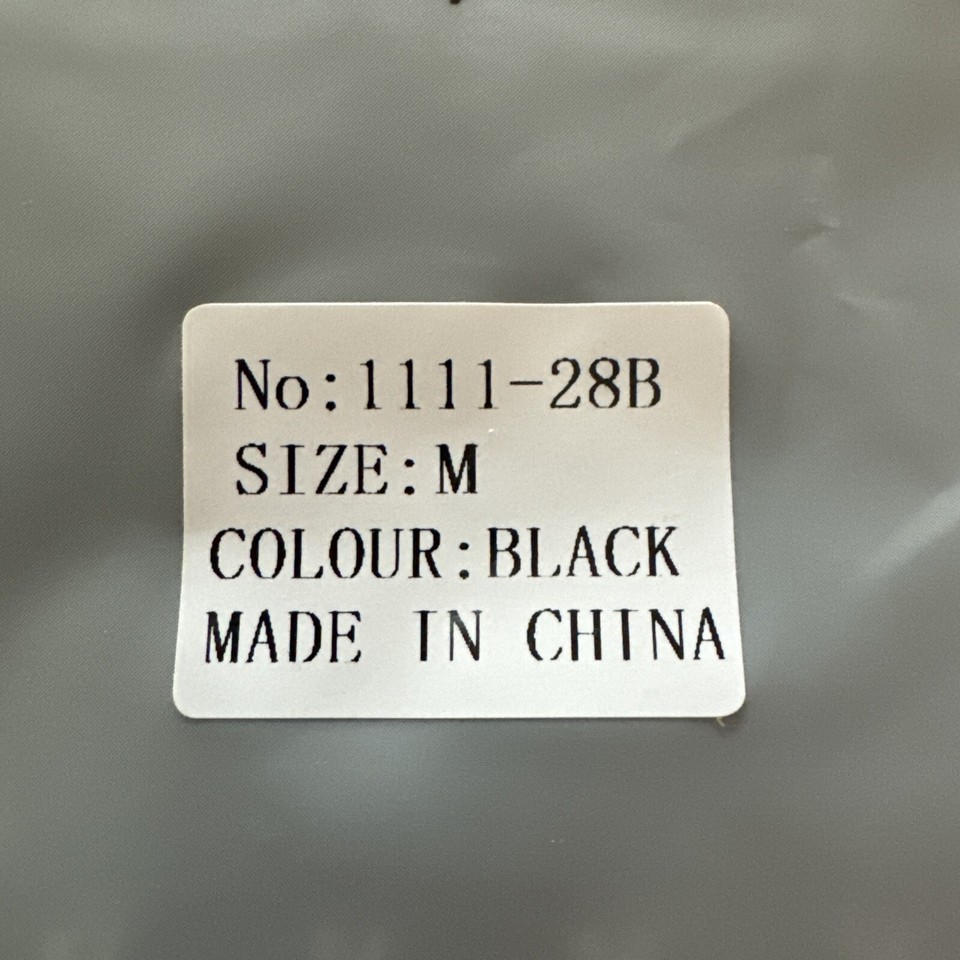 No:1111-28B
SIZE:M
COLOUR:BLACK
MADE IN CHINA